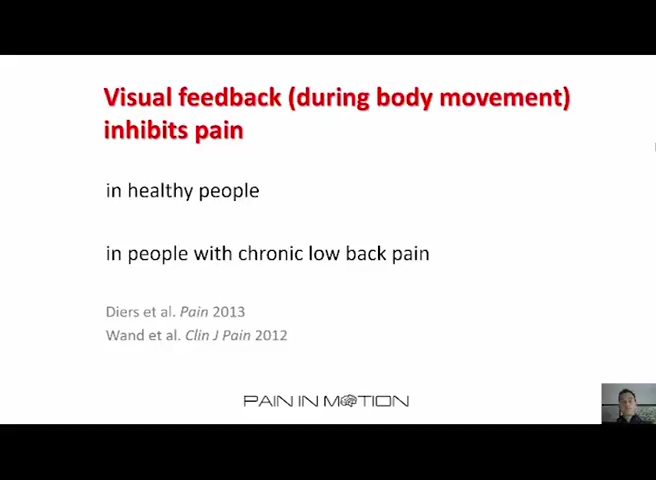 Visual feedback (during body movement)
inhibits pain
in healthy people
in people with chronic low back pain
Diers et al. Pain 2013
Wand et al. Clin J Pain 2012
PAIN IN MOTION